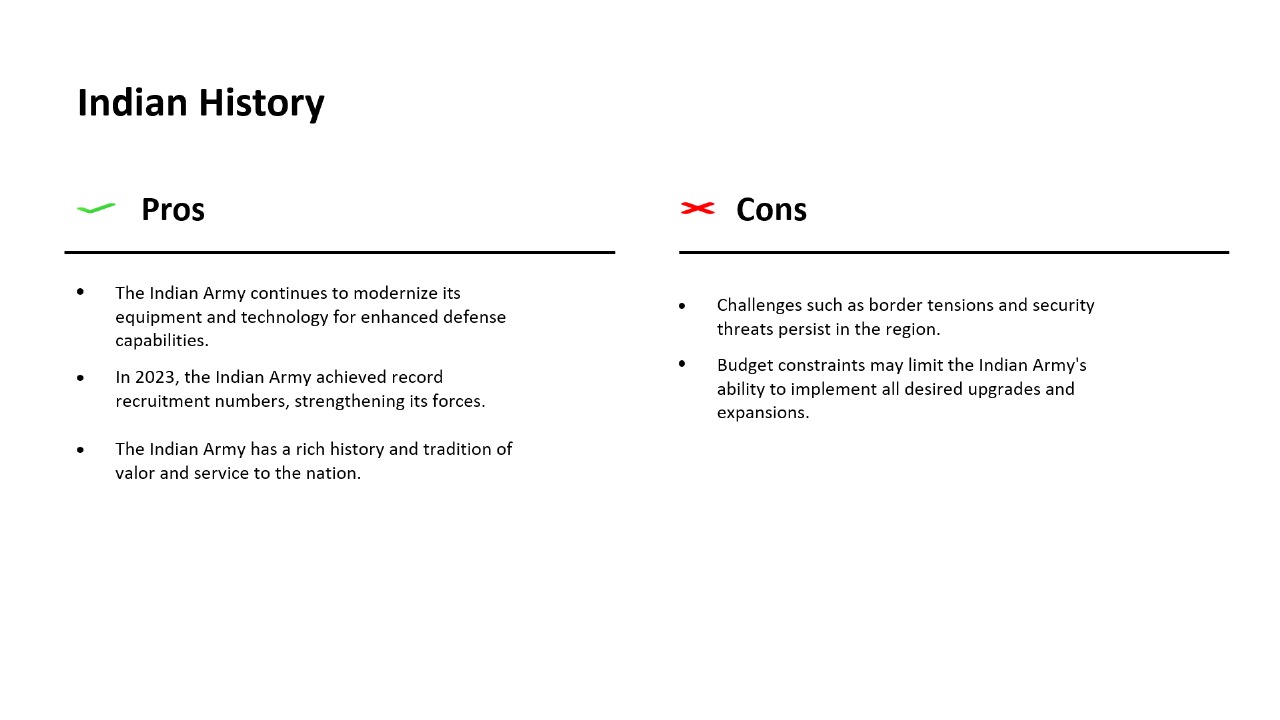 Indian History
Pros
The Indian Army continues to modernize its
equipment and technology for enhanced defense
capabilities.
In 2023, the Indian Army achieved record
recruitment numbers, strengthening its forces.
The Indian Army has a rich history and tradition of
valor and service to the nation.
Cons
Challenges such as border tensions and security
threats persist in the region.
Budget constraints may limit the Indian Army's
ability to implement all desired upgrades and
expansions.